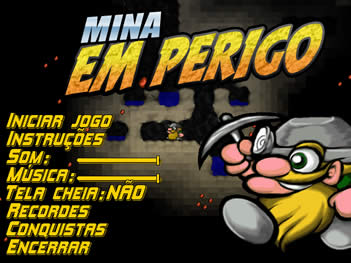 MINA
EM PERIGO
INICIAR JOGO
INSTRUÇÕES
SOM:
MÚSICA:
TELA CHEIA:NÃO
RECORDES
CONQUISTAS
ENCERRAR